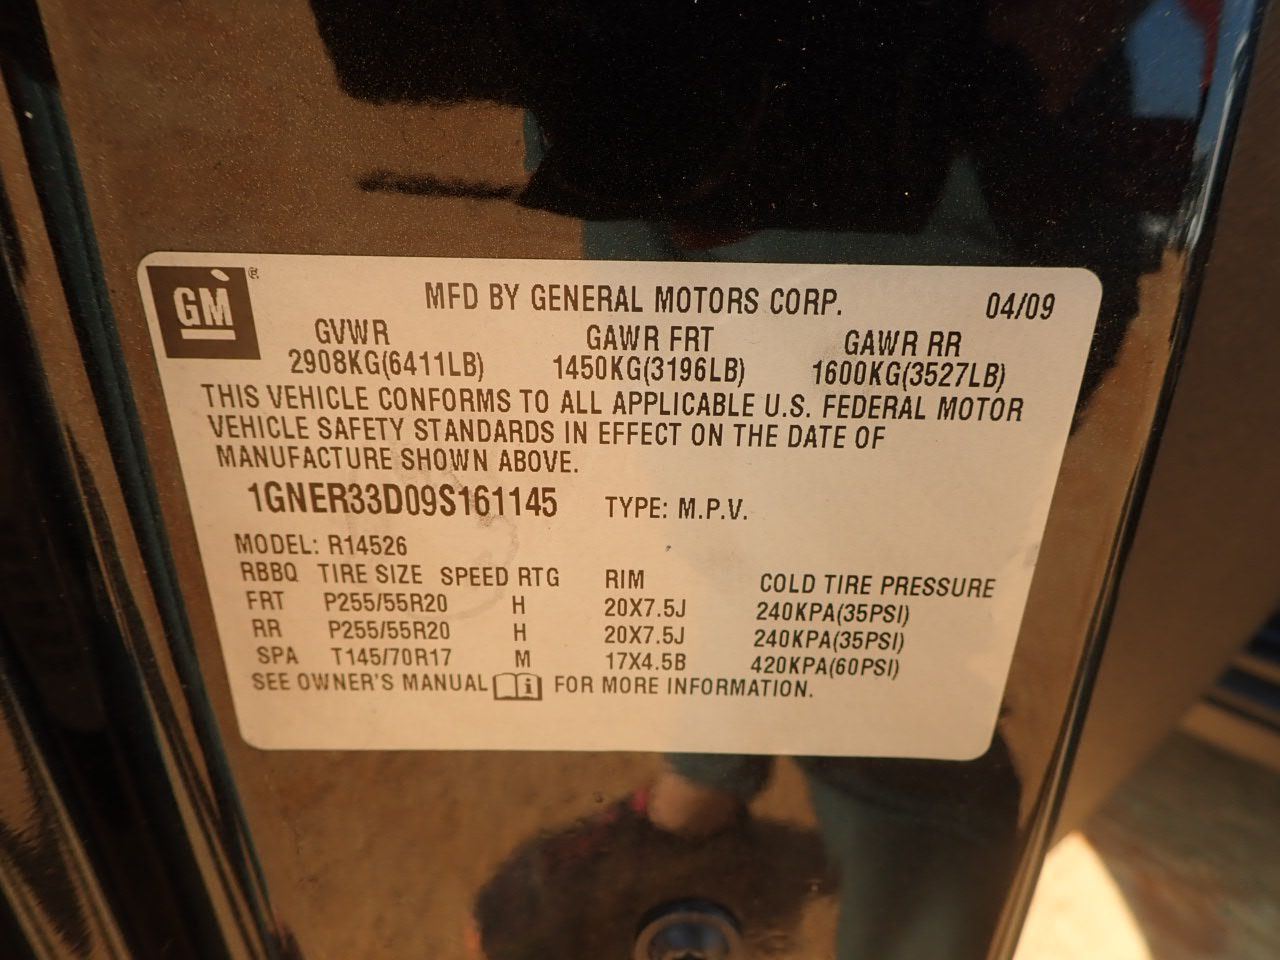 GM ®
MFD BY GENERAL MOTORS CORP. 04/09
GVWR GAWR FRT GAWR RR
2908KG(6411LB) 1450KG(3196LB) 1600KG(3527LB)
THIS VEHICLE CONFORMS TO ALL APPLICABLE U.S. FEDERAL MOTOR
VEHICLE SAFETY STANDARDS IN EFFECT ON THE DATE OF
MANUFACTURE SHOWN ABOVE.
1GNER33D09S161145 TYPE: M.P.V.
MODEL: R14526
RBBQ TIRE SIZE SPEED RTG RIM COLD TIRE PRESSURE
FRT P255/55R20 H 20X7.5J 240KPA(35PSI)
RR P255/55R20 H 20X7.5J 240KPA(35PSI)
SPA T145/70R17 M 17X4.5B 420KPA(60PSI)
SEE OWNER'S MANUAL i FOR MORE INFORMATION.